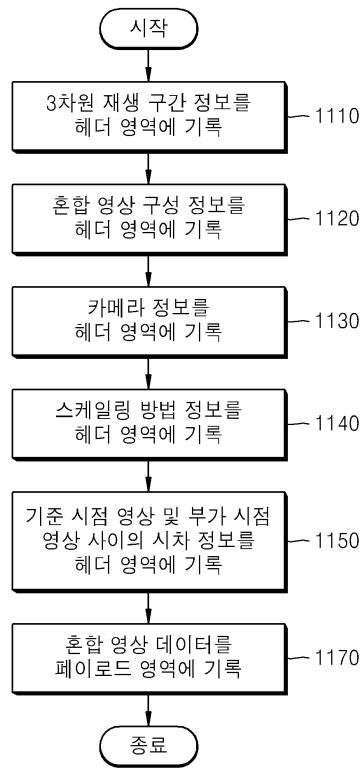 시작
3차원 재생 구간 정보를
헤더 영역에 기록
1110
혼합 영상 구성 정보를
헤더 영역에 기록
1120
카메라 정보를
헤더 영역에 기록
1130
스케일링 방법 정보를
헤더 영역에 기록
1140
기준 시점 영상 및 부가 시점
영상 사이의 시차 정보를
헤더 영역에 기록
1150
혼합 영상 데이터를
페이로드 영역에 기록
1170
종료